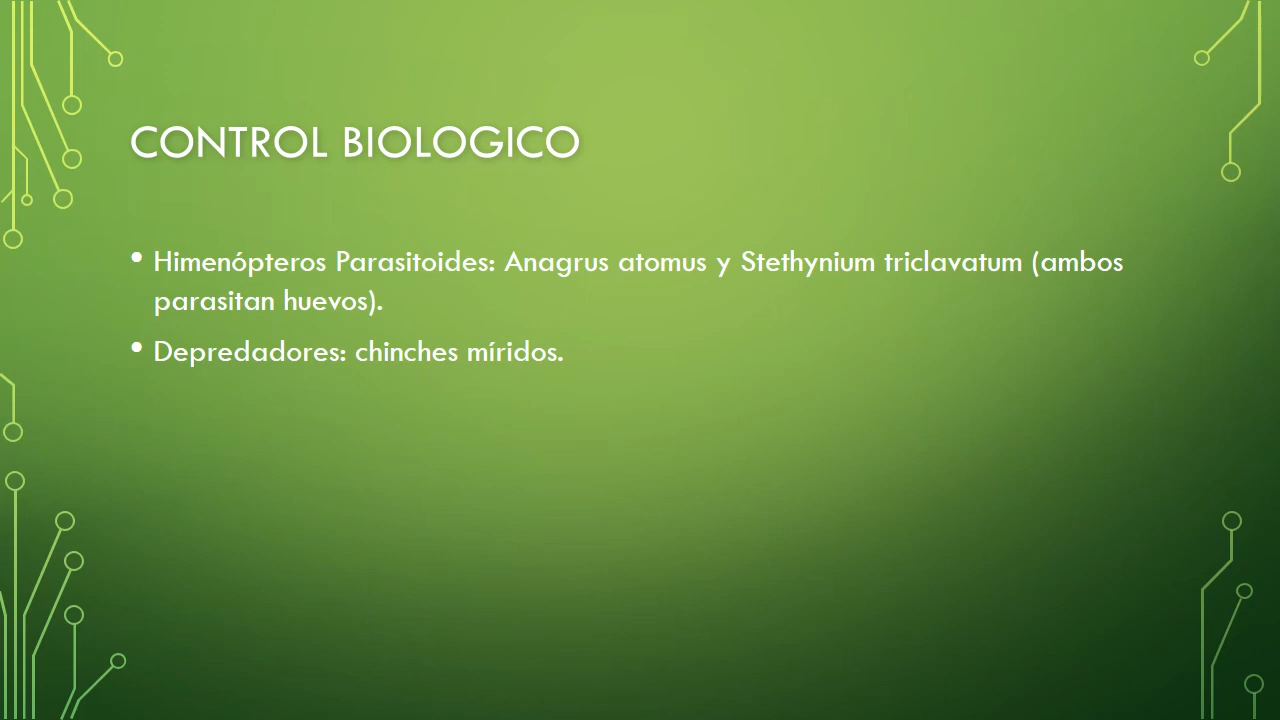 CONTROL BIOLOGICO
• Himenópteros Parasitoides: Anagrus atomus y Stethynium triclavatum (ambos
parasitan huevos).
• Depredadores: chinches míridos.